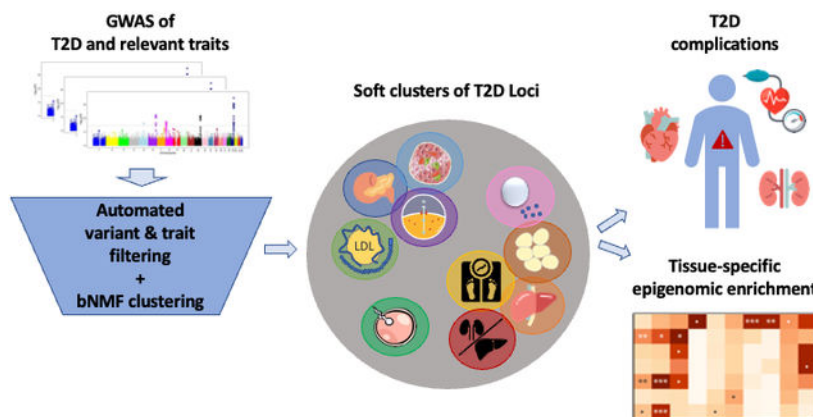 GWAS of
T2D and relevant traits
Automated
variant & trait
filtering
+
bNMF clustering
Soft clusters of T2D Loci
LDL
T2D
complications
Tissue-specific
epigenomic enrichment